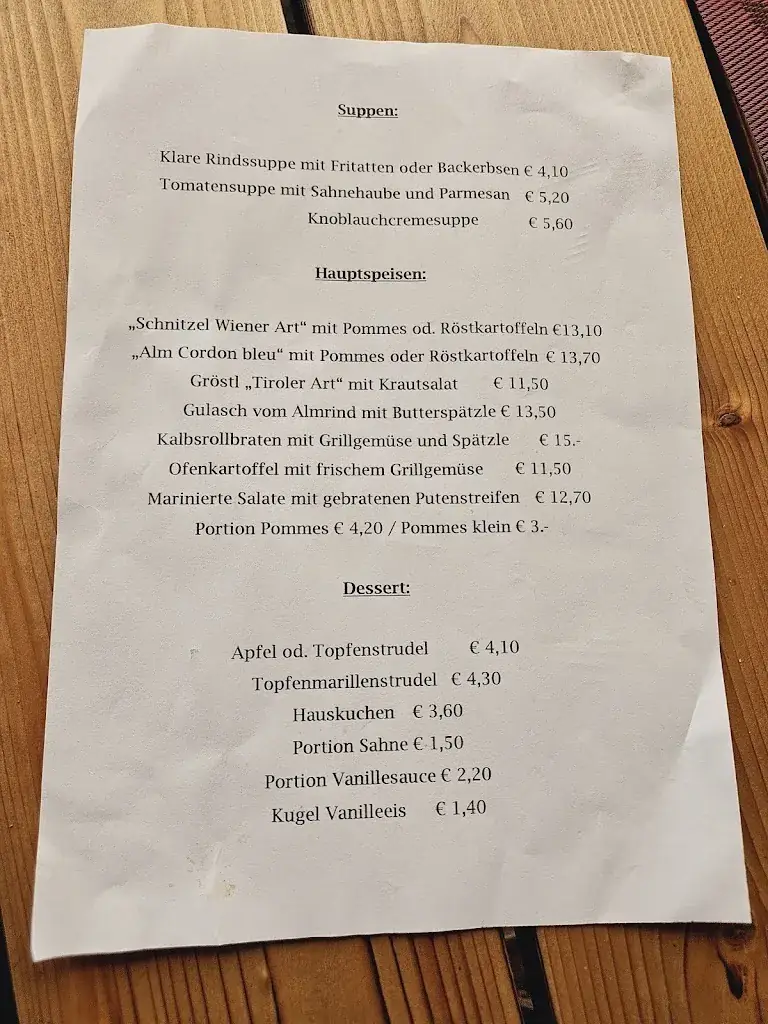 Suppen:
Klare Rindssuppe mit Fritatten oder Backerbsen € 4,10
Tomatensuppe mit Sahnehaube und Parmesan € 5,20
Knoblauchcremesuppe € 5,60
Hauptspeisen:
„Schnitzel Wiener Art“ mit Pommes od. Röstkartoffeln €13,10
„Alm Cordon bleu“ mit Pommes oder Röstkartoffeln € 13,70
Gröstl „Tiroler Art“ mit Krautsalat € 11,50
Gulasch vom Almrind mit Butterspätzle € 13,50
Kalbsrollbraten mit Grillgemüse und Spätzle € 15.-
Ofenkartoffel mit frischem Grillgemüse € 11,50
Marinierte Salate mit gebratenen Putenstreifen € 12,70
Portion Pommes € 4,20 / Pommes klein € 3.-
Dessert:
Apfel od. Topfenstrudel € 4,10
Topfenmarillenstrudel € 4,30
Hauskuchen € 3,60
Portion Sahne € 1,50
Portion Vanillesauce € 2,20
Kugel Vanilleeis € 1,40